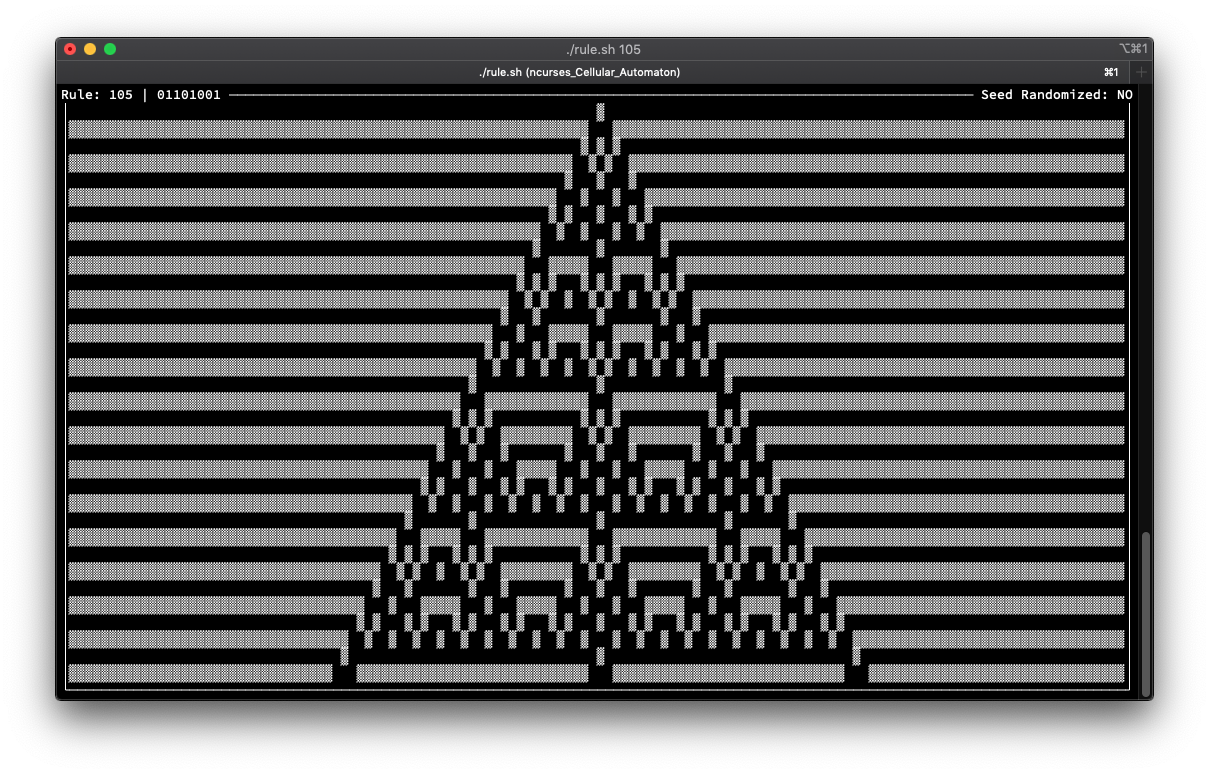 ./rule.sh 105
⌥⌘1
./rule.sh (ncurses_Cellular_Automaton)
⌘1
Rule: 105 | 01101001
Seed Randomized: NO